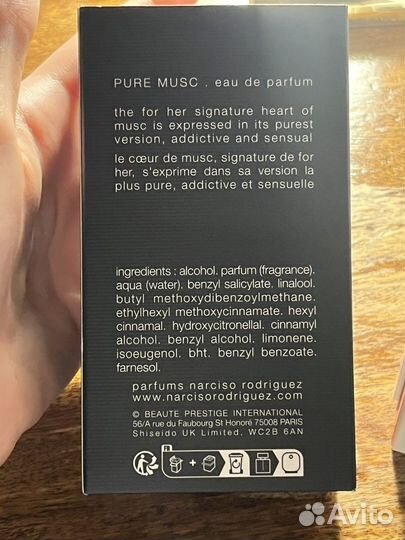 PURE MUSC . eau de parfum
the for her signature heart of
musc is expressed in its purest
version, addictive and sensual
le cœur de musc, signature de for
her, s'exprime dans sa version la
plus pure, addictive et sensuelle
ingredients : alcohol. parfum (fragrance).
aqua (water). benzyl salicylate. linalool.
butyl methoxydibenzoylmethane.
ethylhexyl methoxycinnamate. hexyl
cinnamal. hydroxycitronellal. cinnamyl
alcohol. benzyl alcohol. limonene.
isoeugenol. bht. benzyl benzoate.
farnesol.
parfums narciso rodriguez
www.narcisorodriguez.com
© BEAUTE PRESTIGE INTERNATIONAL
56/A rue du Faubourg St Honoré 75008 PARIS
Shiseido UK Limited, WC2B 6AN
FR
+
Avito